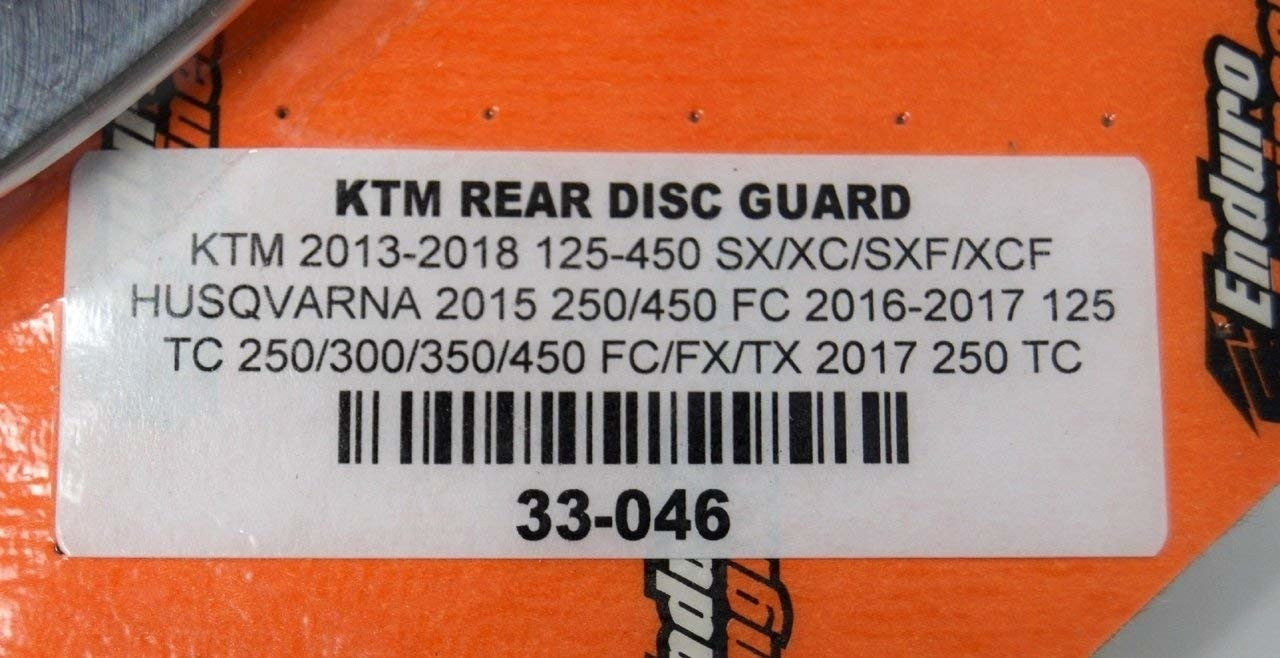 KTM REAR DISC GUARD
KTM 2013-2018 125-450 SX/XC/SXF/XCF
HUSQVARNA 2015 250/450 FC 2016-2017 125
TC 250/300/350/450 FC/FX/TX 2017 250 TC
33-046
Enduro